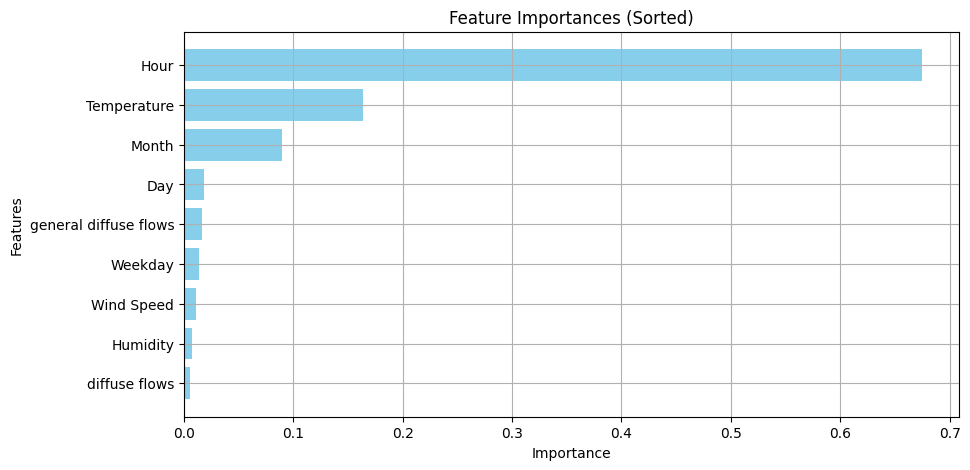 Feature Importances (Sorted)
Features
Hour
Temperature
Month
Day
general diffuse flows
Weekday
Wind Speed
Humidity
diffuse flows
0.0 0.1 0.2 0.3 0.4 0.5 0.6 0.7
Importance